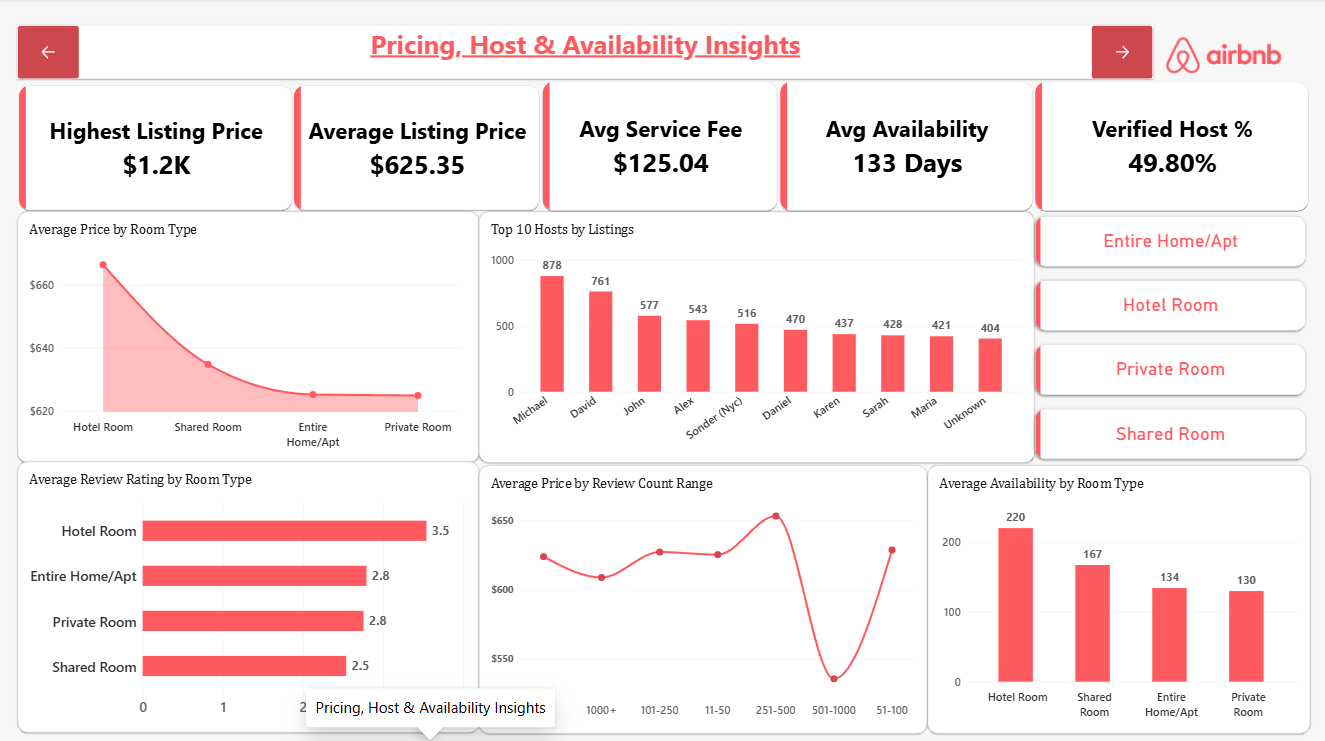 ←
Pricing, Host & Availability Insights
→
airbnb
Highest Listing Price
$1.2K
Average Listing Price
$625.35
Avg Service Fee
$125.04
Avg Availability
133 Days
Verified Host %
49.80%
Average Price by Room Type
$660
$640
$620
Hotel Room
Shared Room
Entire
Home/Apt
Private Room
Top 10 Hosts by Listings
1000
500
0
878
761
577
543
516
470
437
428
421
404
Michael
David
John
Alex
Sonder (Nyc)
Daniel
Karen
Sarah
Maria
Unknown
Entire Home/Apt
Hotel Room
Private Room
Shared Room
Average Review Rating by Room Type
Hotel Room
3.5
Entire Home/Apt
2.8
Private Room
2.8
Shared Room
2.5
0
1
2
Pricing, Host & Availability Insights
Average Price by Review Count Range
$650
$600
$550
1000+
101-250
11-50
251-500
501-1000
51-100
Average Availability by Room Type
200
100
0
220
167
134
130
Hotel Room
Shared
Room
Entire
Home/Apt
Private
Room